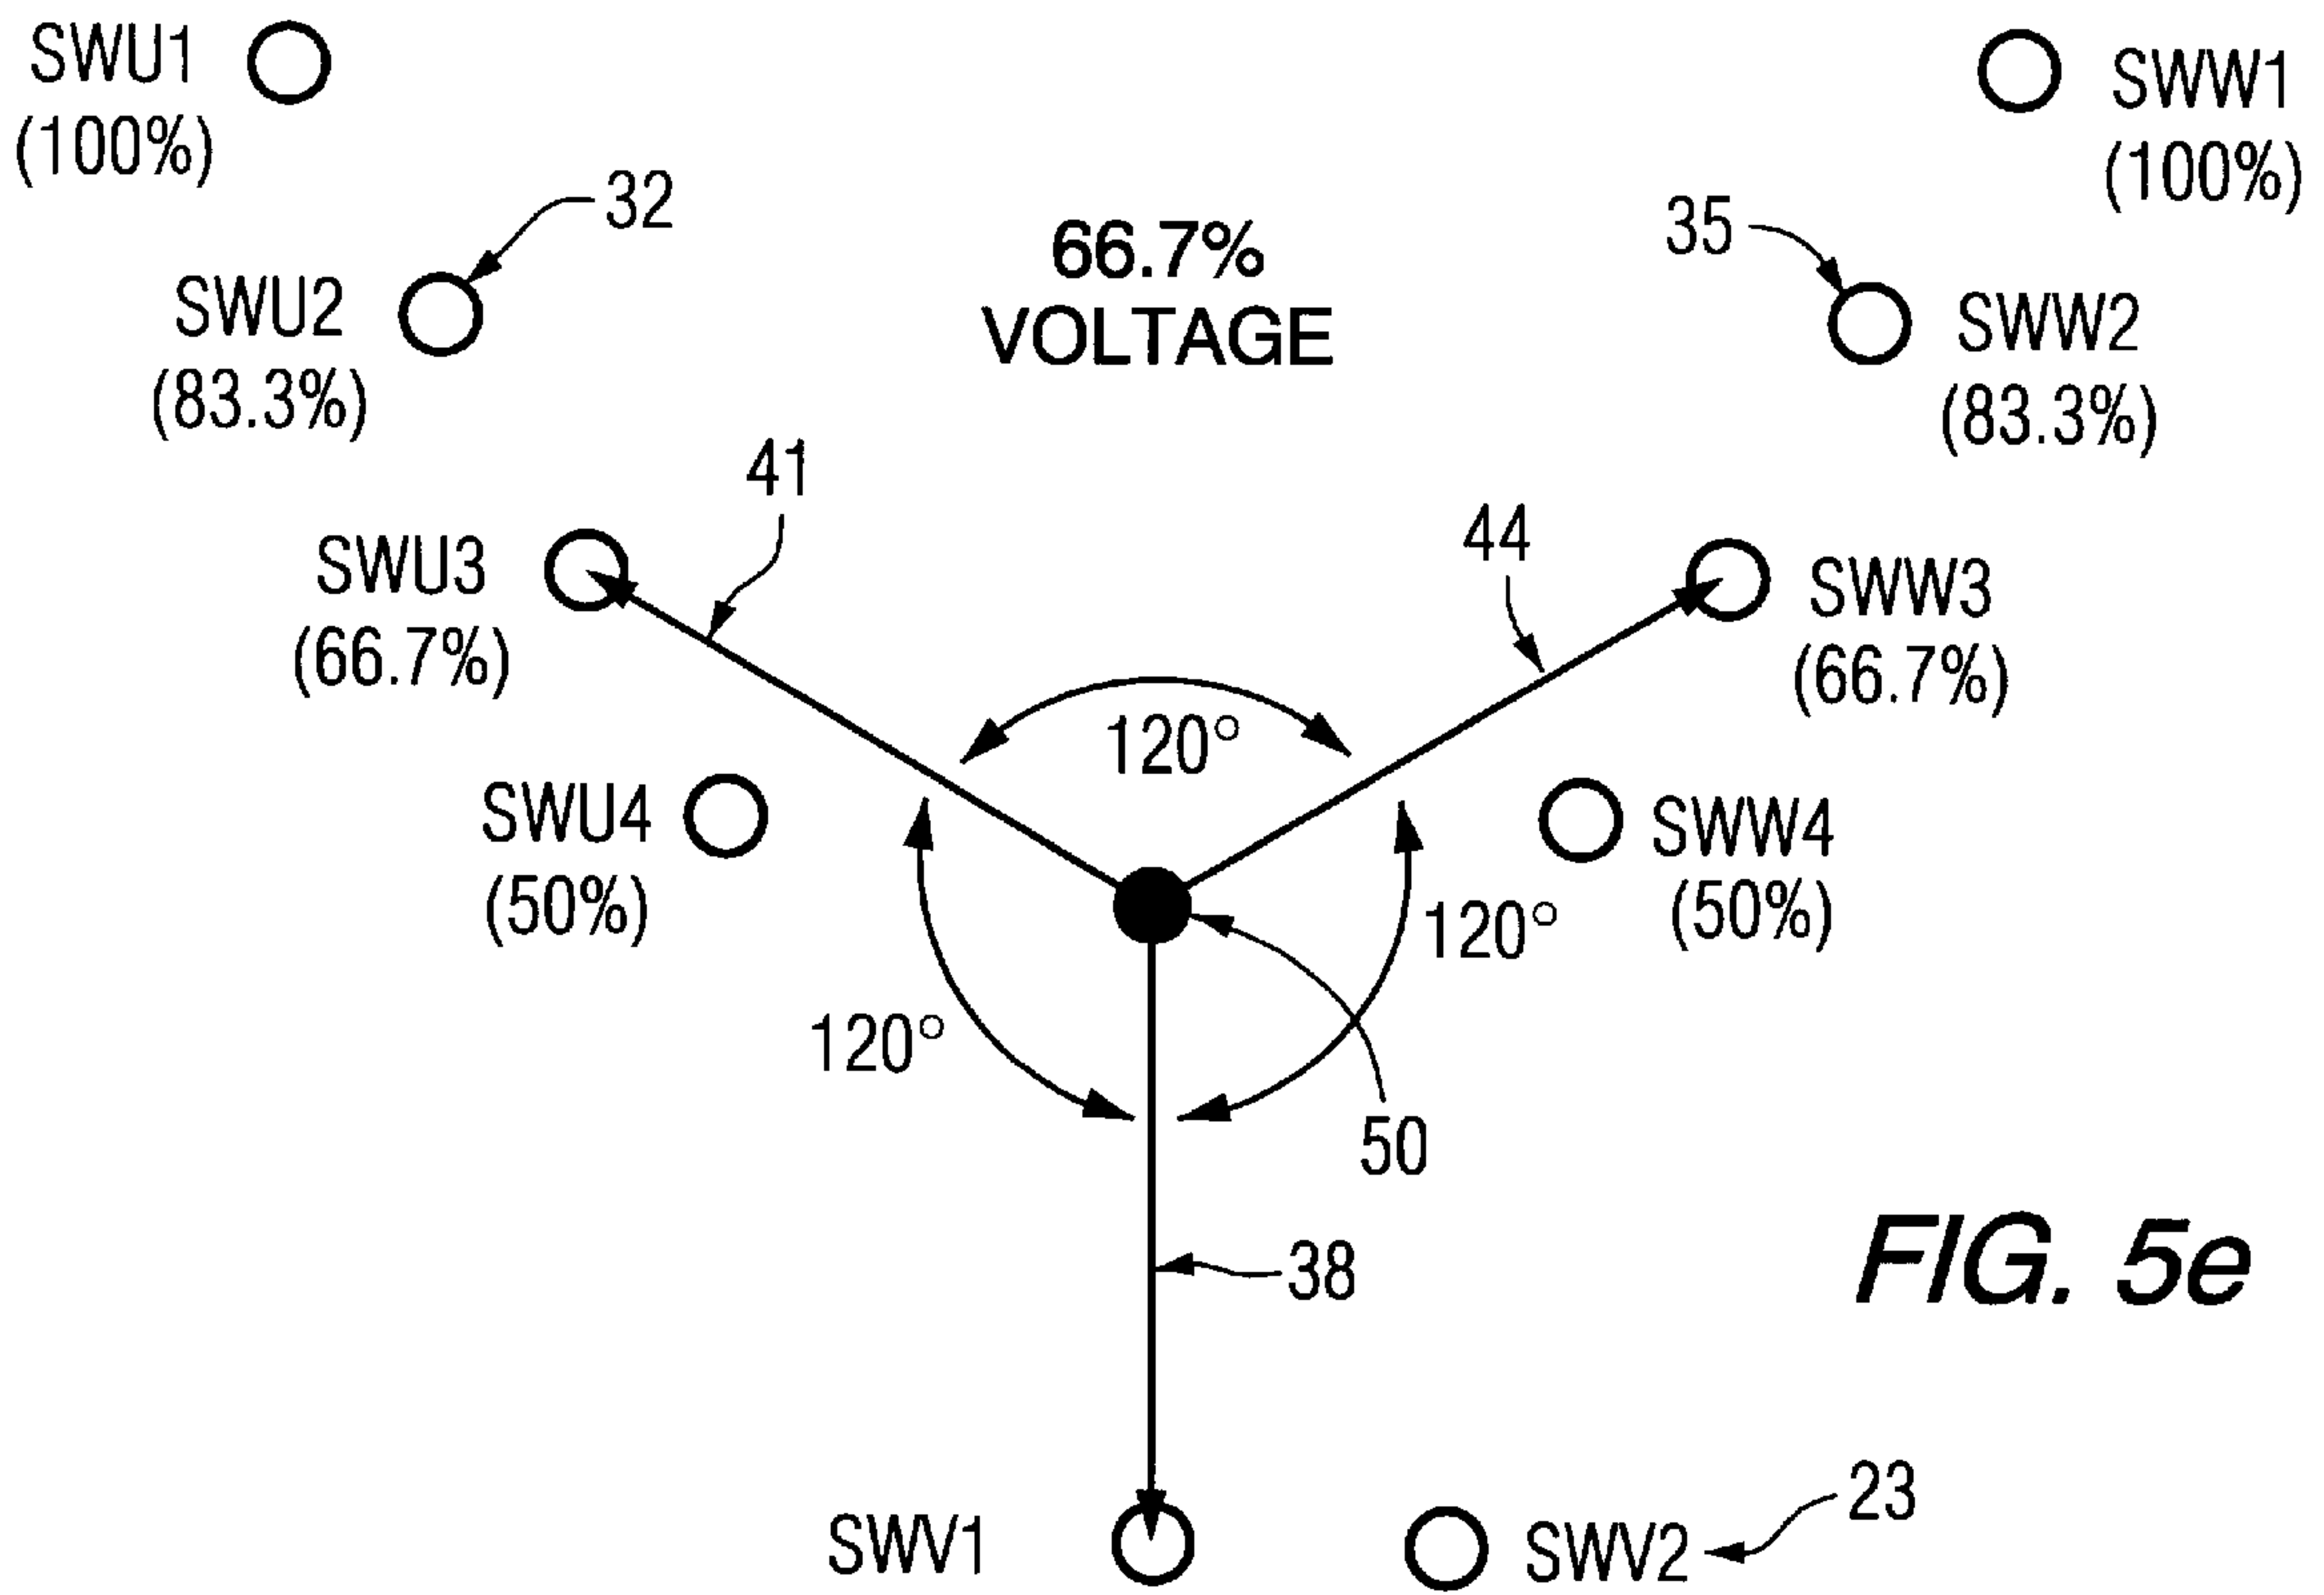 SWU1
(100%)
SWW1
(100%)
32
35
66.7%
VOLTAGE
SWU2
(83.3%)
SWW2
(83.3%)
41
44
SWU3
(66.7%)
SWW3
(66.7%)
120°
SWU4
(50%)
SWW4
(50%)
120°
120°
50
38
FIG. 5e
23
SWV1
SWV2